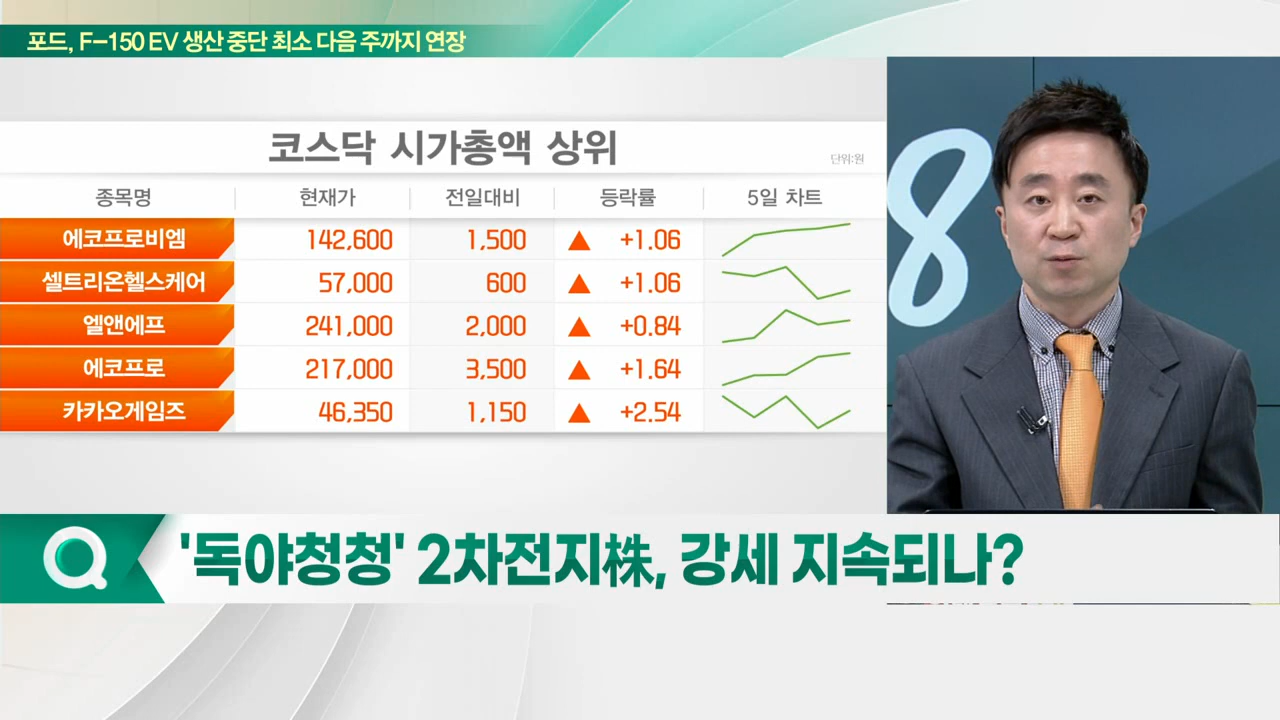 포드, F-150 EV 생산 중단 최소 다음 주까지 연장
코스닥 시가총액 상위
단위:원
종목명 현재가 전일대비 등락률 5일 차트
에코프로비엠 142,600 1,500 ▲ +1.06
셀트리온헬스케어 57,000 600 ▲ +1.06
엘앤에프 241,000 2,000 ▲ +0.84
에코프로 217,000 3,500 ▲ +1.64
카카오게임즈 46,350 1,150 ▲ +2.54
8
Q '독야청청' 2차전지株, 강세 지속되나?